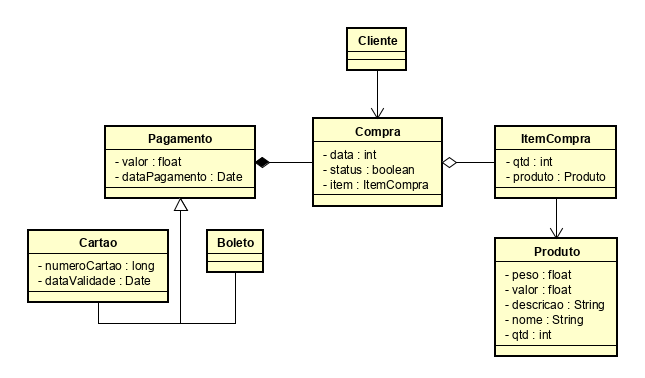 Cliente
Pagamento
- valor : float
- dataPagamento : Date
Compra
- data : int
- status : boolean
- item : ItemCompra
ItemCompra
- qtd : int
- produto : Produto
Cartao
- numeroCartao : long
- dataValidade : Date
Boleto
Produto
- peso : float
- valor : float
- descricao : String
- nome : String
- qtd : int